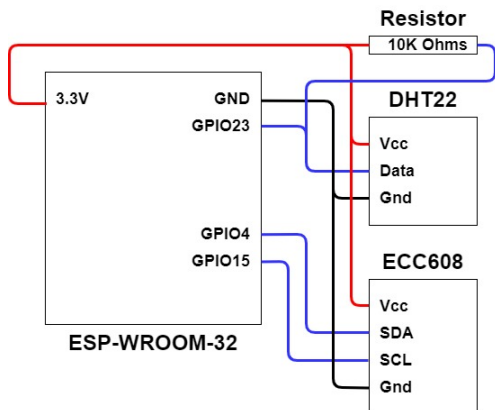 Resistor
10K Ohms
3.3V
GND
GPIO23
GPIO4
GPIO15
ESP-WROOM-32
DHT22
Vcc
Data
Gnd
ECC608
Vcc
SDA
SCL
Gnd